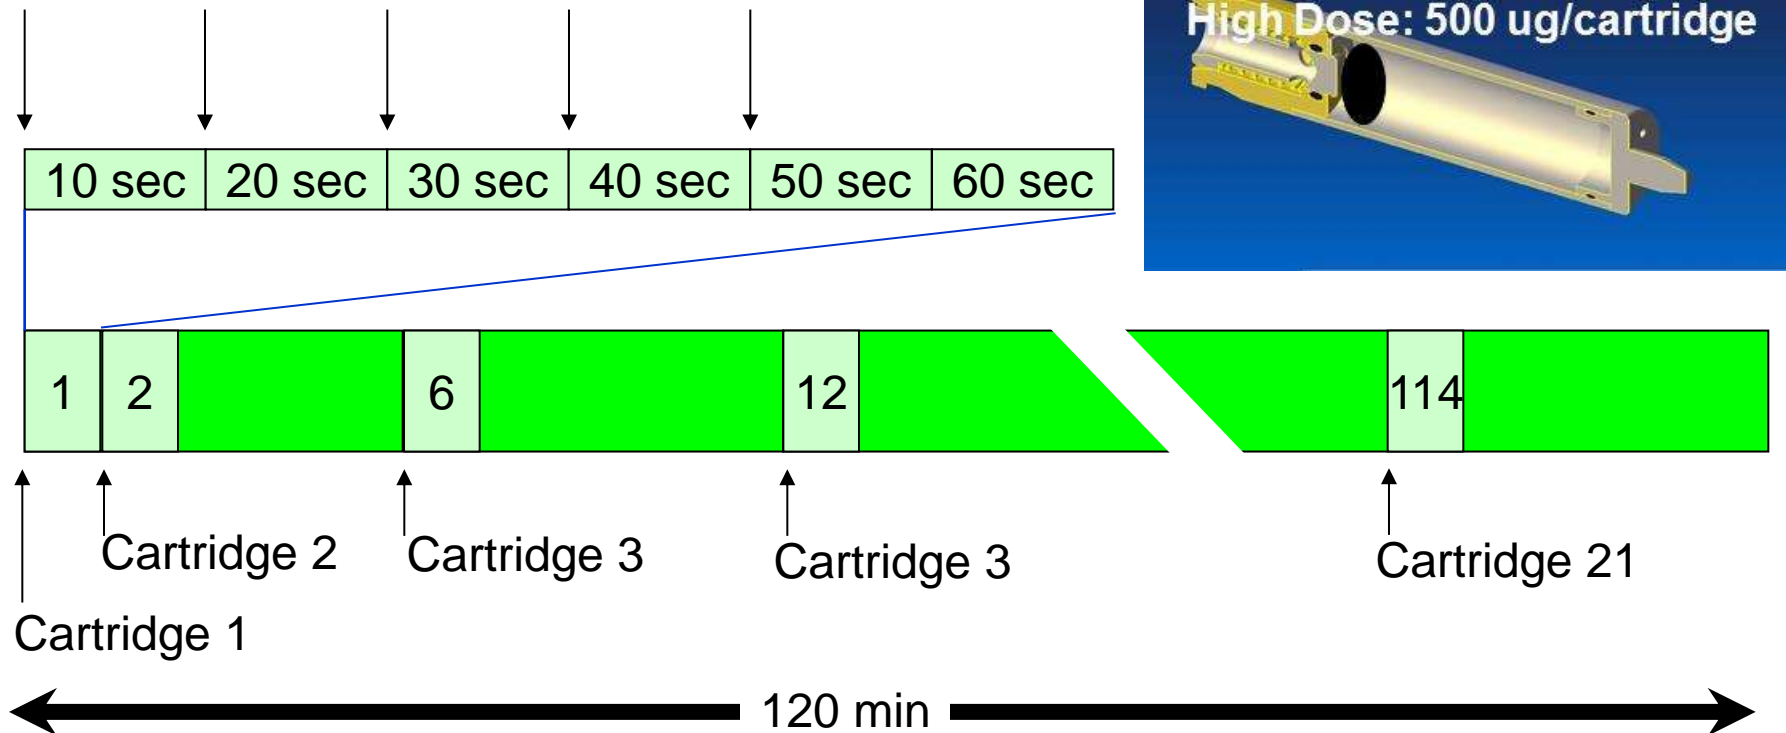 High Dose: 500 ug/cartridge
10 sec 20 sec 30 sec 40 sec 50 sec 60 sec
1 2 6 12 114
Cartridge 2 Cartridge 3 Cartridge 3 Cartridge 21
Cartridge 1
120 min